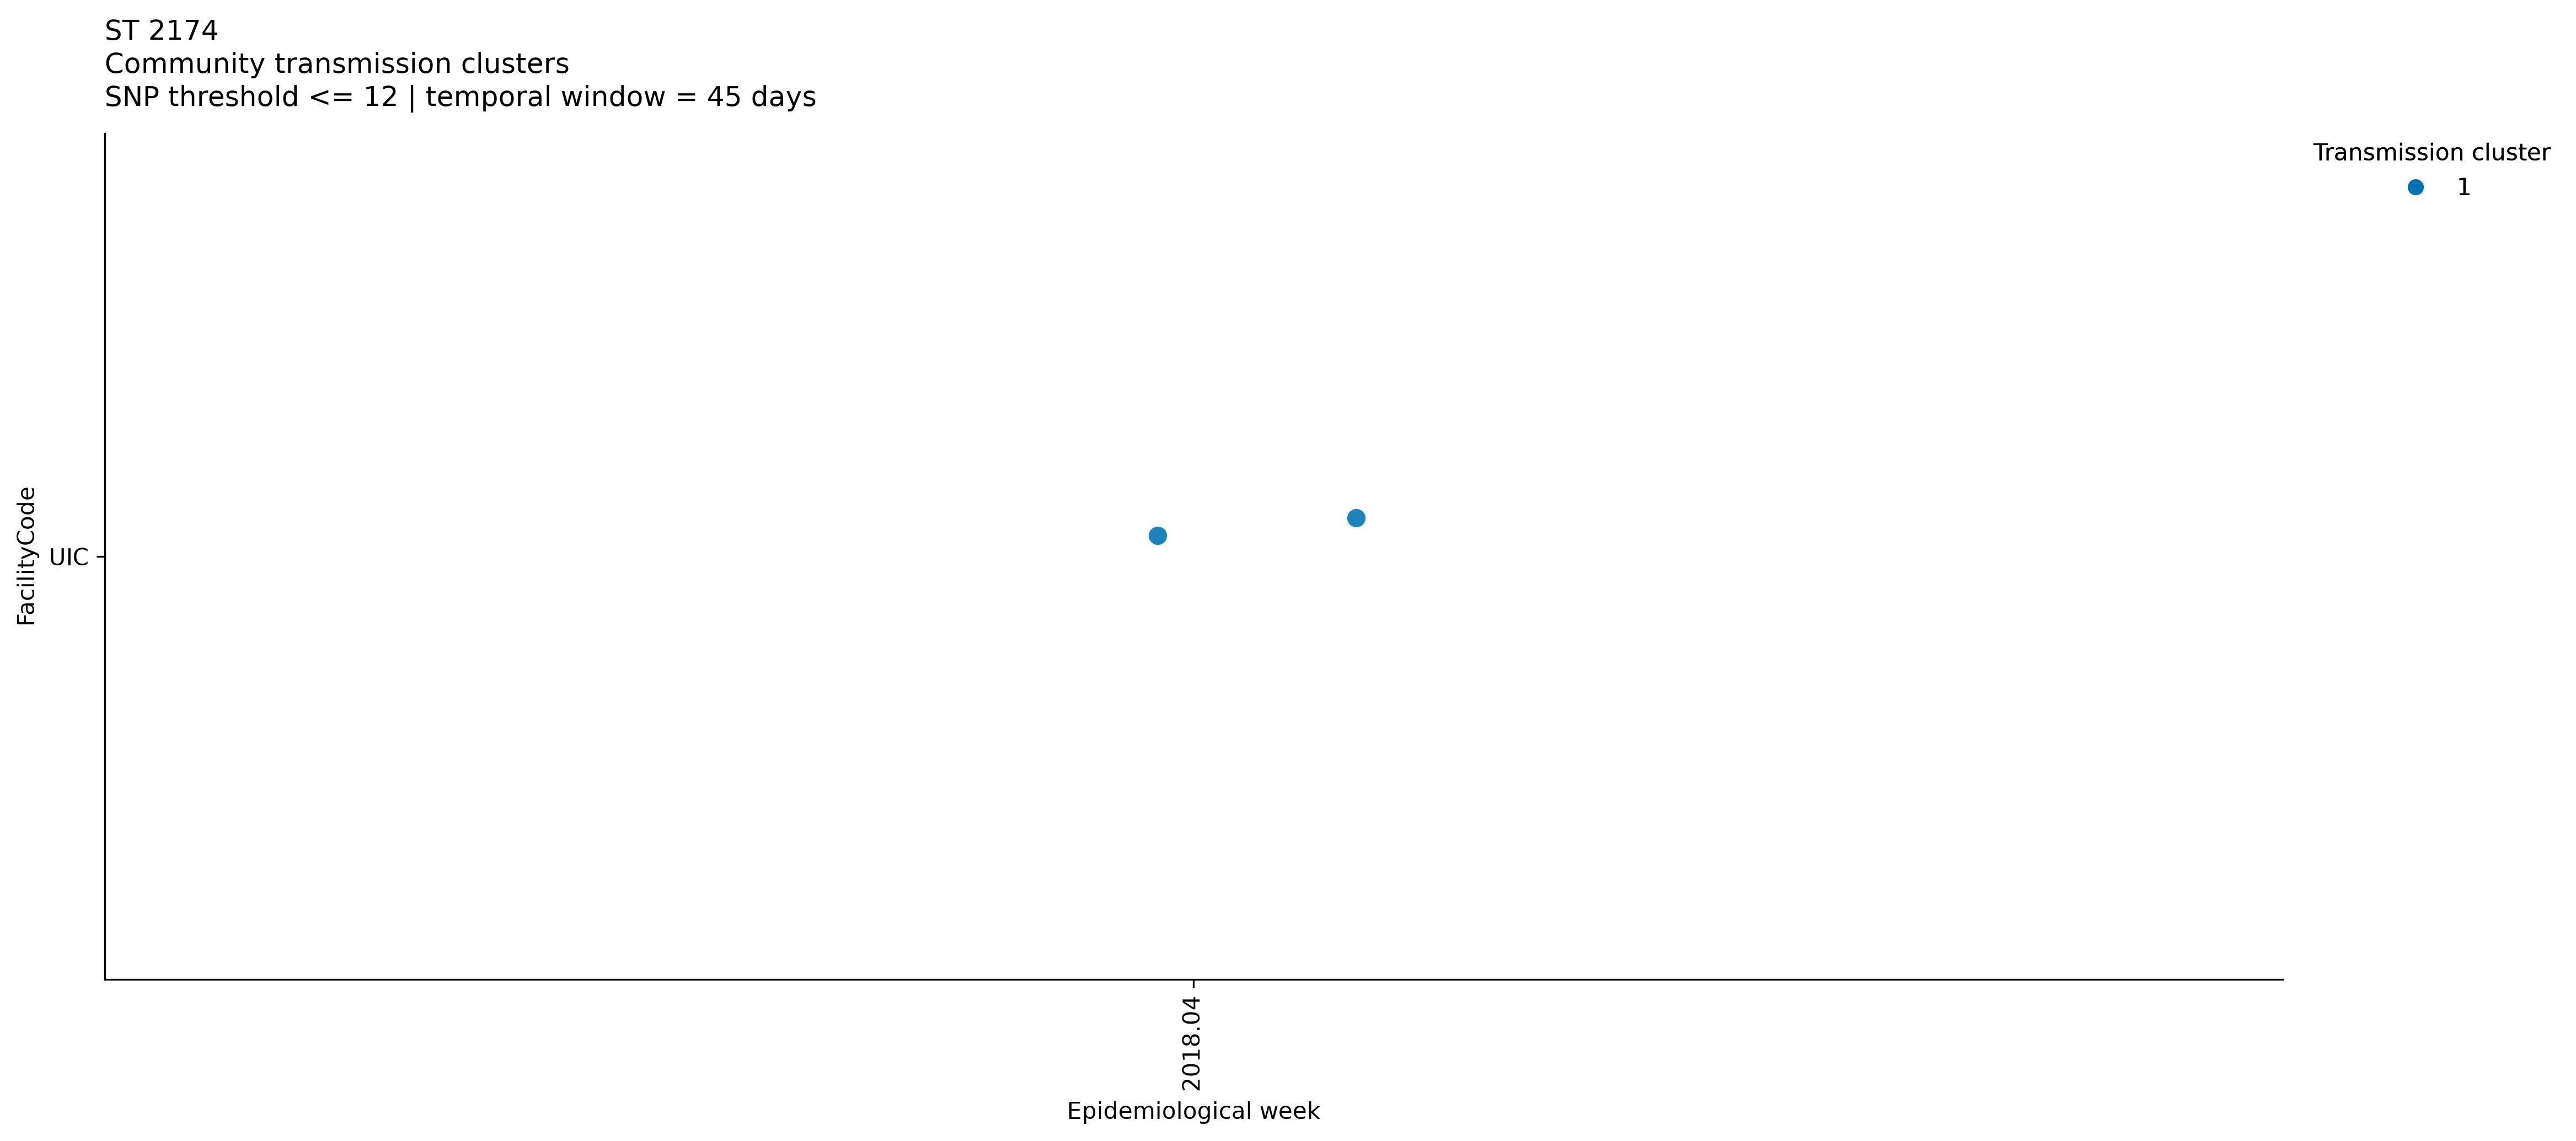 ST 2174
Community transmission clusters
SNP threshold <= 12 | temporal window = 45 days
Transmission cluster
1
FacilityCode
UIC
2018.04
Epidemiological week